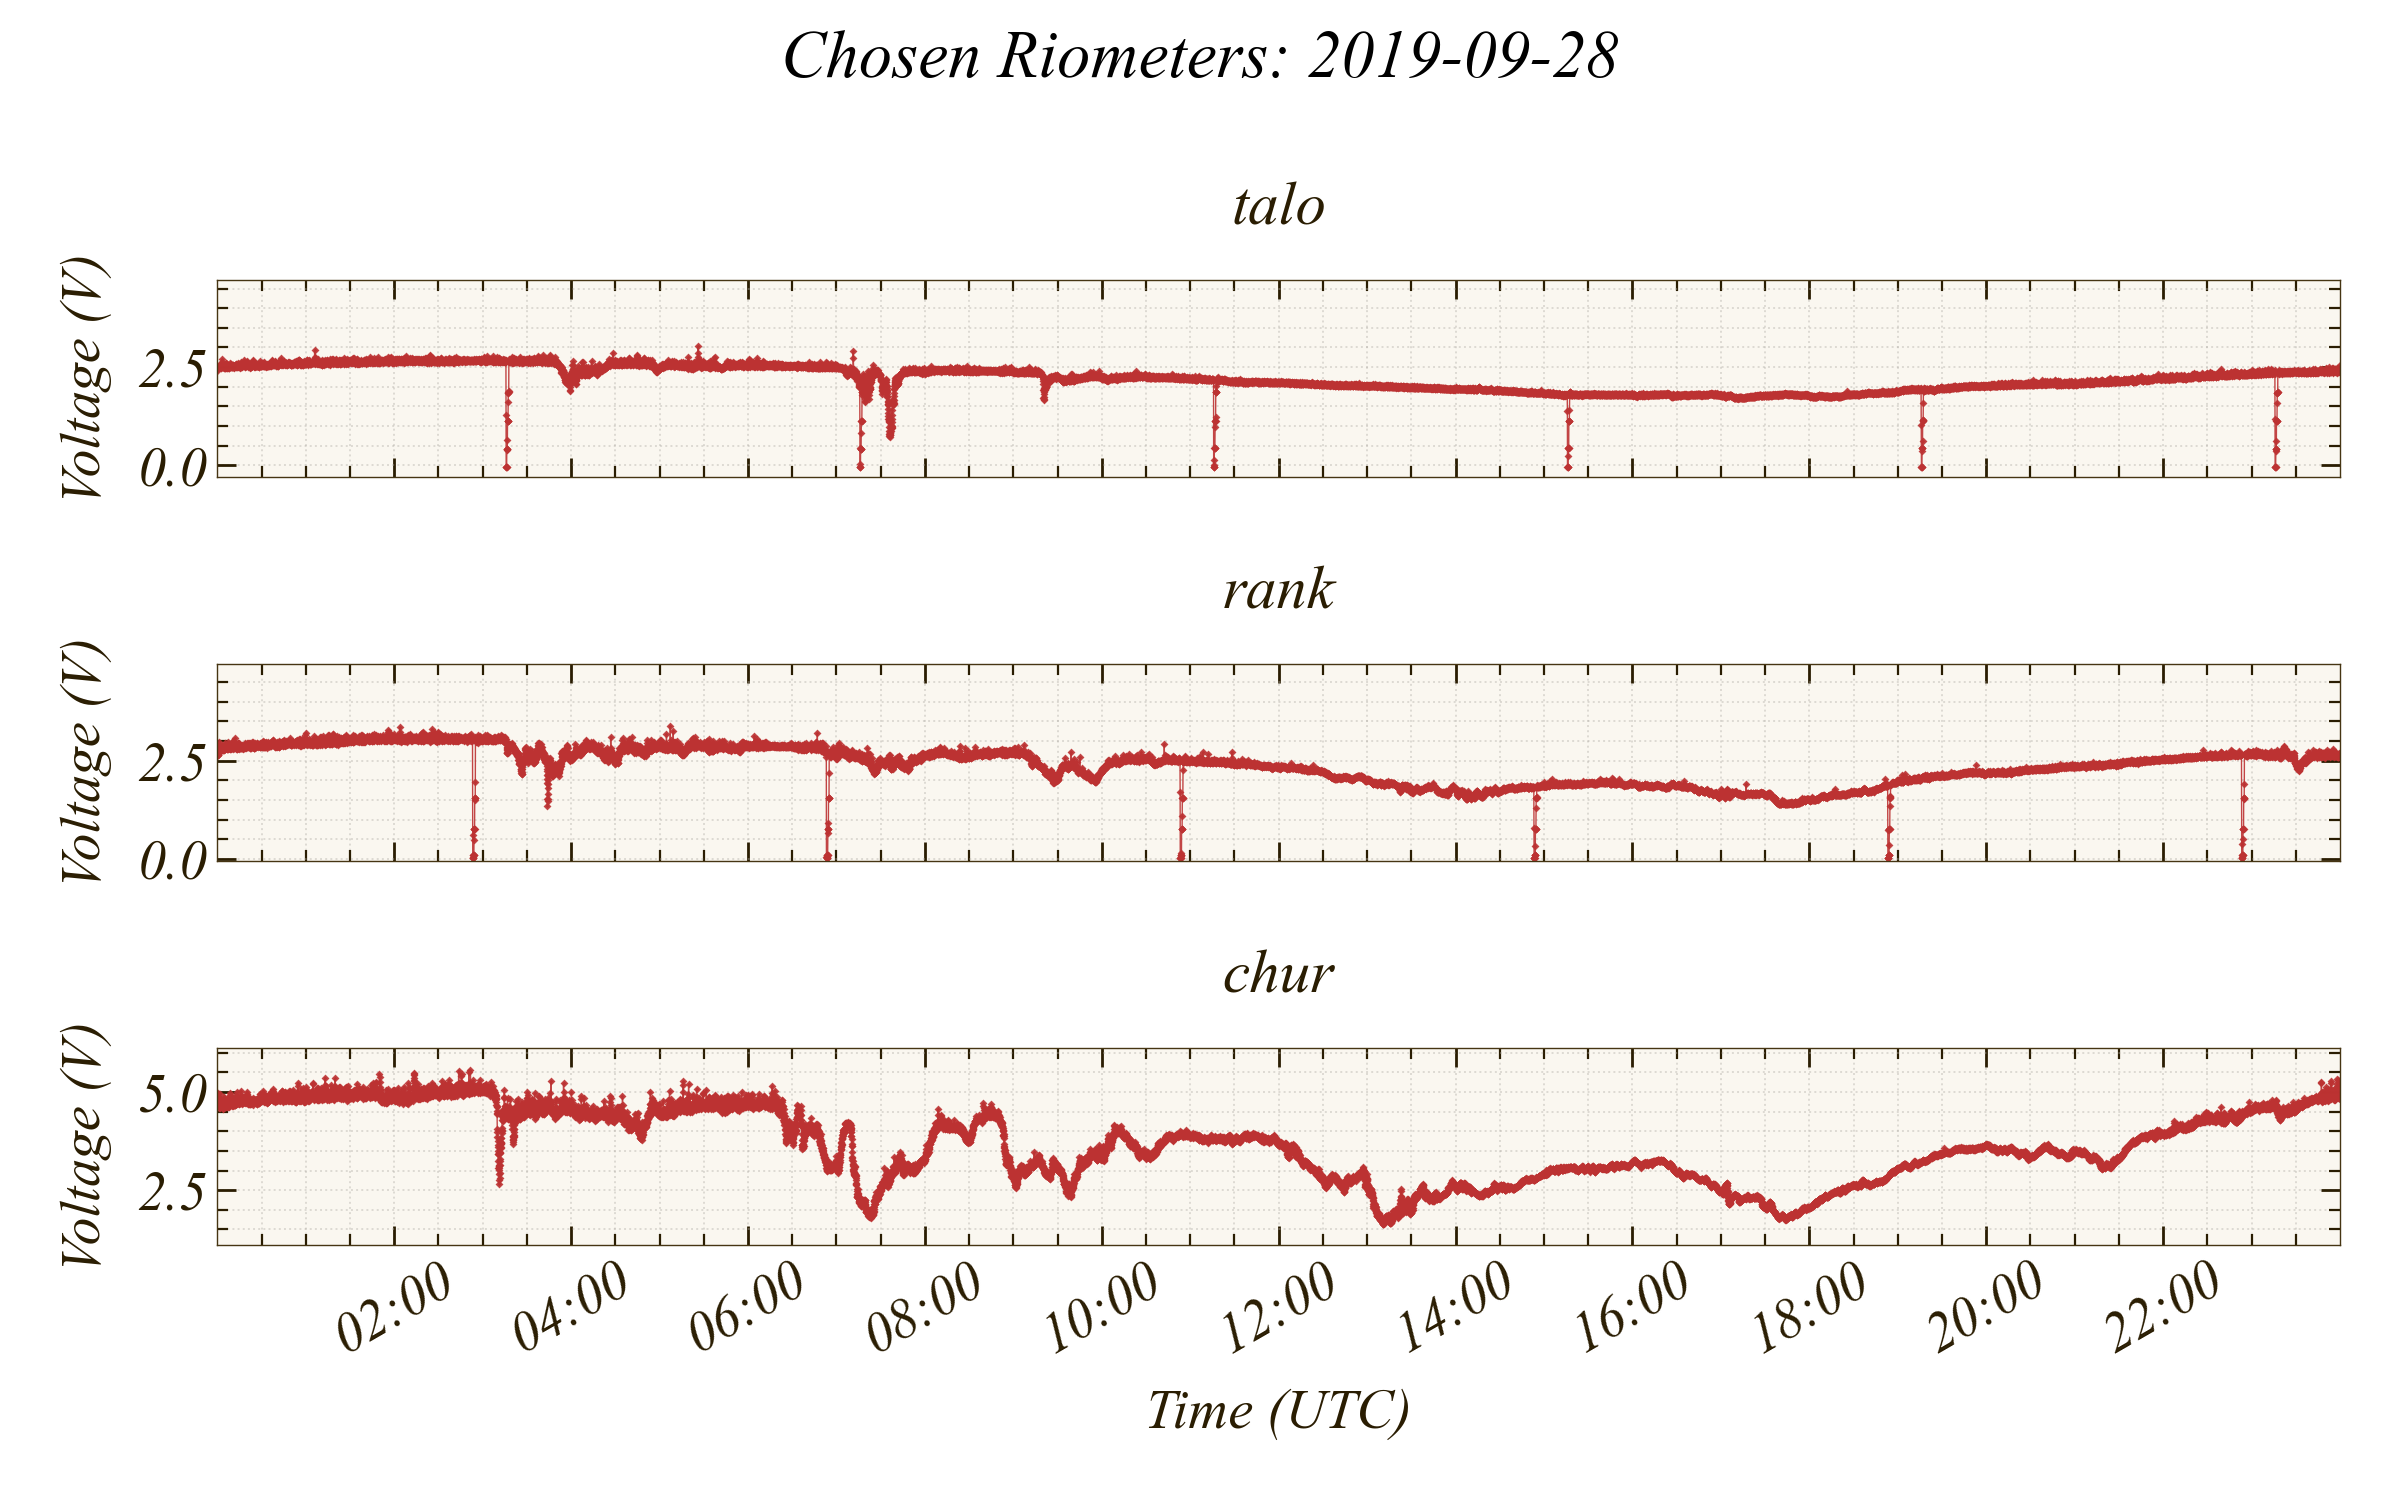 Chosen Riometers: 2019-09-28
talo
Voltage (V)
2.5
0.0
rank
Voltage (V)
2.5
0.0
chur
Voltage (V)
5.0
2.5
02:00 04:00 06:00 08:00 10:00 12:00 14:00 16:00 18:00 20:00 22:00
Time (UTC)